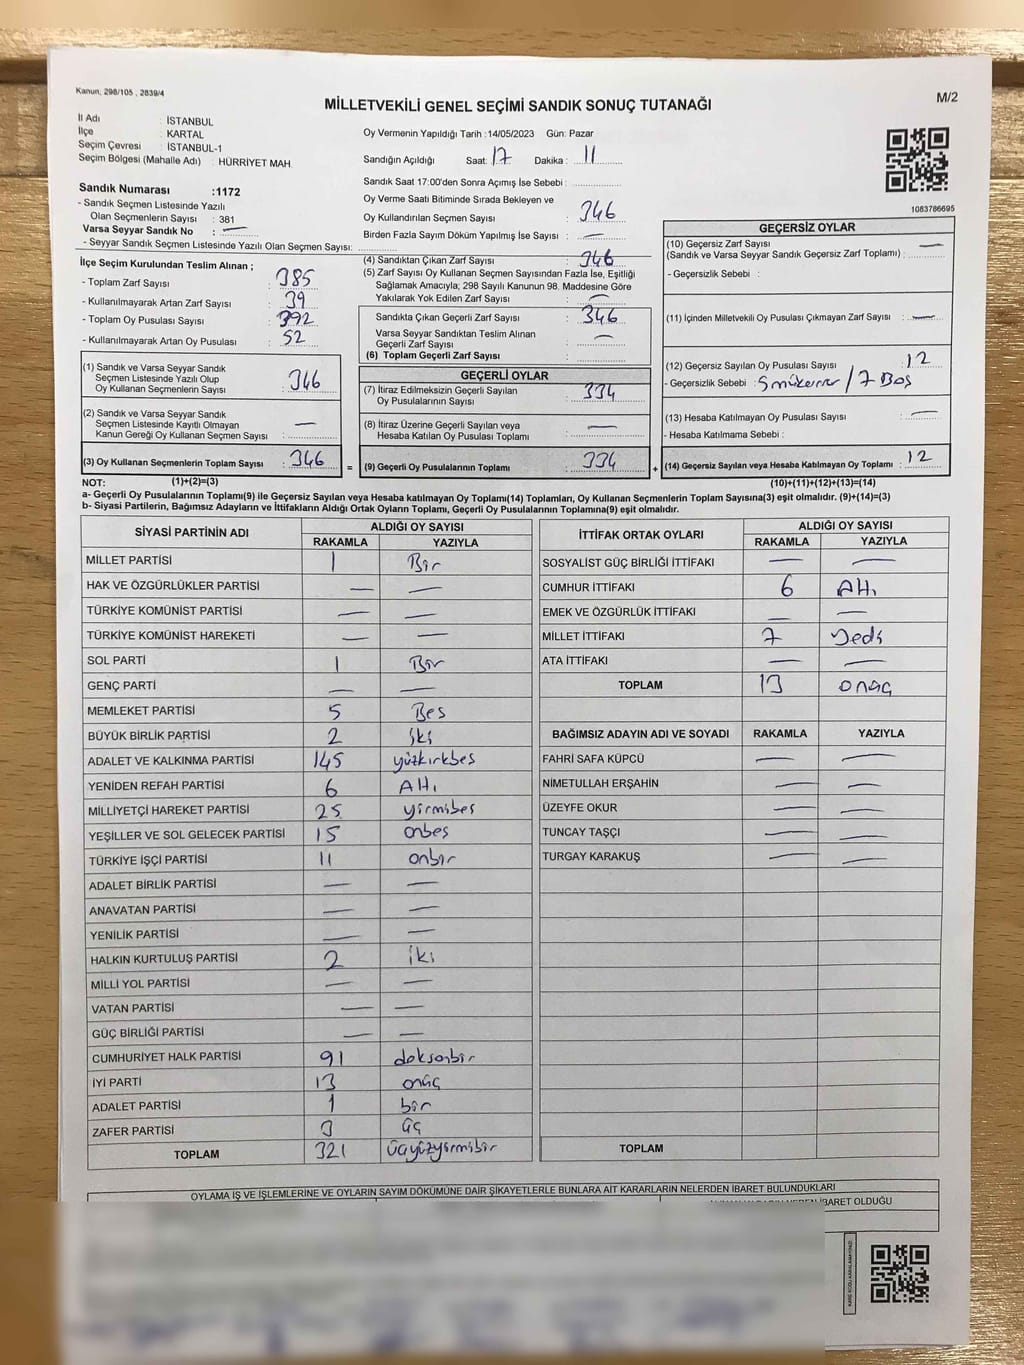 Kanun, 298/105 , 2839/4
MİLLETVEKİLİ GENEL SEÇİMİ SANDIK SONUÇ TUTANAĞI
M/2
İl Adı : İSTANBUL
İlçe : KARTAL
Seçim Çevresi : İSTANBUL-1
Seçim Bölgesi (Mahalle Adı) : HÜRRİYET MAH.
Oy Vermenin Yapıldığı Tarih :14/05/2023 Gün: Pazar
Sandığın Açıldığı Saat: 17 Dakika : 11
Sandık Saat 17:00'den Sonra Açımış İse Sebebi :
Oy Verme Saati Bitiminde Sırada Bekleyen ve
Oy Kullandırılan Seçmen Sayısı : 346
Birden Fazla Sayım Döküm Yapılmış İse Sayısı : —
1083786695
Sandık Numarası :1172
- Sandık Seçmen Listesinde Yazılı
Olan Seçmenlerin Sayısı : 381
Varsa Seyyar Sandık No : —
- Seyyar Sandık Seçmen Listesinde Yazılı Olan Seçmen Sayısı:
İlçe Seçim Kurulundan Teslim Alınan ;
- Toplam Zarf Sayısı : 385
- Kullanılmayarak Artan Zarf Sayısı : 39
- Toplam Oy Pusulası Sayısı : 392
- Kullanılmayarak Artan Oy Pusulası : 52
(4) Sandıktan Çıkan Zarf Sayısı : 346
(5) Zarf Sayısı Oy Kullanan Seçmen Sayısından Fazla İse, Eşitliği
Sağlamak Amacıyla; 298 Sayılı Kanunun 98. Maddesine Göre
Yakılarak Yok Edilen Zarf Sayısı : —
Sandıkta Çıkan Geçerli Zarf Sayısı : 346
Varsa Seyyar Sandıktan Teslim Alınan
Geçerli Zarf Sayısı : —
(6) Toplam Geçerli Zarf Sayısı :
GEÇERSİZ OYLAR
(10) Geçersiz Zarf Sayısı —
(Sandık ve Varsa Seyyar Sandık Geçersiz Zarf Toplamı) :
- Geçersizlik Sebebi :
(11) İçinden Milletvekili Oy Pusulası Çıkmayan Zarf Sayısı : —
(12) Geçersiz Sayılan Oy Pusulası Sayısı : 12
- Geçersizlik Sebebi : 5 mükerrer / 7 Boş
(13) Hesaba Katılmayan Oy Pusulası Sayısı : —
- Hesaba Katılmama Sebebi :
(14) Geçersiz Sayılan veya Hesaba Katılmayan Oy Toplamı : 12
(1) Sandık ve Varsa Seyyar Sandık
Seçmen Listesinde Yazılı Olup
Oy Kullanan Seçmenlerin Sayısı : 346
(2) Sandık ve Varsa Seyyar Sandık
Seçmen Listesinde Kayıtlı Olmayan
Kanun Gereği Oy Kullanan Seçmen Sayısı : —
(3) Oy Kullanan Seçmenlerin Toplam Sayısı : 346
=
GEÇERLİ OYLAR
(7) İtiraz Edilmeksizin Geçerli Sayılan
Oy Pusulalarının Sayısı : 334
(8) İtiraz Üzerine Geçerli Sayılan veya
Hesaba Katılan Oy Pusulası Toplamı : —
(9) Geçerli Oy Pusulalarının Toplamı : 334
+
NOT: (1)+(2)=(3)
(10)+(11)+(12)+(13)=(14)
a- Geçerli Oy Pusulalarının Toplamı(9) ile Geçersiz Sayılan veya Hesaba katılmayan Oy Toplamı(14) Toplamları, Oy Kullanan Seçmenlerin Toplam Sayısına(3) eşit olmalıdır. (9)+(14)=(3)
b- Siyasi Partilerin, Bağımsız Adayların ve İttifakların Aldığı Ortak Oyların Toplamı, Geçerli Oy Pusulalarının Toplamına(9) eşit olmalıdır.
SİYASİ PARTİNİN ADI ALDIĞI OY SAYISI
RAKAMLA YAZIYLA
MİLLET PARTİSİ 1 Bir
HAK VE ÖZGÜRLÜKLER PARTİSİ — —
TÜRKİYE KOMÜNİST PARTİSİ — —
TÜRKİYE KOMÜNİST HAREKETİ — —
SOL PARTİ 1 Bir
GENÇ PARTİ — —
MEMLEKET PARTİSİ 5 Beş
BÜYÜK BİRLİK PARTİSİ 2 iki
ADALET VE KALKINMA PARTİSİ 145 yüzkırkbeş
YENİDEN REFAH PARTİSİ 6 Altı
MİLLİYETÇİ HAREKET PARTİSİ 25 yirmibeş
YEŞİLLER VE SOL GELECEK PARTİSİ 15 onbeş
TÜRKİYE İŞÇİ PARTİSİ 11 onbir
ADALET BİRLİK PARTİSİ — —
ANAVATAN PARTİSİ — —
YENİLİK PARTİSİ — —
HALKIN KURTULUŞ PARTİSİ 2 iki
MİLLİ YOL PARTİSİ — —
VATAN PARTİSİ — —
GÜÇ BİRLİĞİ PARTİSİ — —
CUMHURİYET HALK PARTİSİ 91 doksanbir
İYİ PARTİ 13 onüç
ADALET PARTİSİ 1 bir
ZAFER PARTİSİ 3 üç
TOPLAM 321 üçyüzyirmibir
İTTİFAK ORTAK OYLARI ALDIĞI OY SAYISI
RAKAMLA YAZIYLA
SOSYALİST GÜÇ BİRLİĞİ İTTİFAKI — —
CUMHUR İTTİFAKI 6 Altı
EMEK VE ÖZGÜRLÜK İTTİFAKI — —
MİLLET İTTİFAKI 7 Yedi
ATA İTTİFAKI — —
TOPLAM 13 onüç
BAĞIMSIZ ADAYIN ADI VE SOYADI RAKAMLA YAZIYLA
FAHRİ SAFA KÜPCÜ — —
NİMETULLAH ERŞAHİN — —
ÜZEYFE OKUR — —
TUNCAY TAŞÇI — —
TURGAY KARAKUŞ — —
TOPLAM
OYLAMA İŞ VE İŞLEMLERİNE VE OYLARIN SAYIM DÖKÜMÜNE DAİR ŞİKAYETLERLE BUNLARA AİT KARARLARIN NELERDEN İBARET BULUNDUKLARI
İBARET OLDUĞU